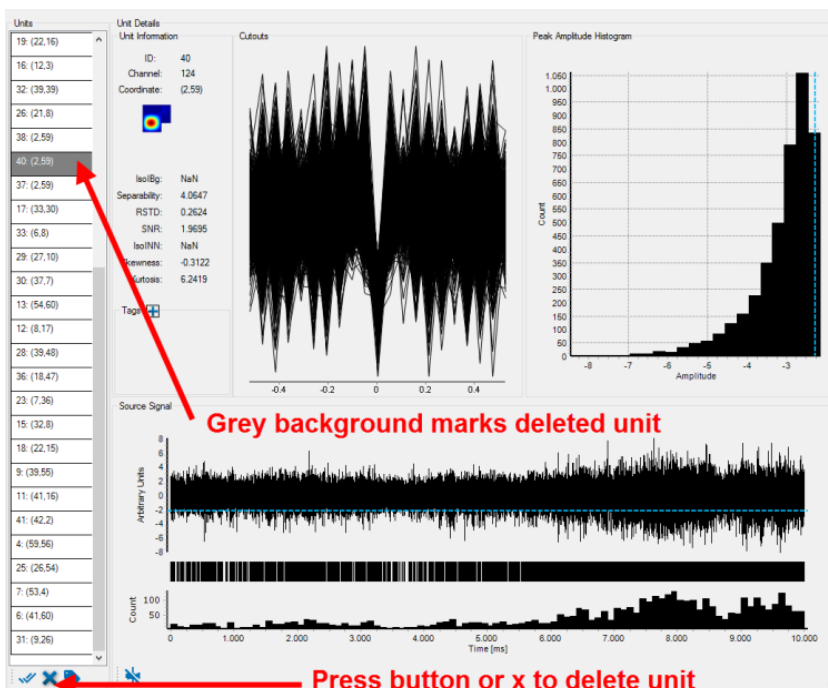 Units
19: (22,16)
16: (12,3)
32: (39,39)
26: (21,8)
38: (2,59)
40: (2,59)
37: (2,59)
17: (33,30)
33: (6,8)
29: (27,10)
30: (37,7)
13: (54,60)
12: (8,17)
28: (39,48)
36: (18,47)
23: (7,36)
15: (32,8)
18: (22,15)
9: (39,55)
11: (41,16)
41: (42,2)
4: (59,56)
25: (26,54)
7: (53,4)
6: (41,60)
31: (9,26)
Unit Details
Unit Information
ID: 40
Channel: 124
Coordinate: (2,59)
IsolBg: NaN
Separability: 4.0647
RSTD: 0.2624
SNR: 1.9695
IsoINN: NaN
Skewness: -0.3122
Kurtosis: 6.2419
Tags
Cutouts
-0.4 -0.2 0 0.2 0.4
Peak Amplitude Histogram
1.050
1.000
950
900
850
800
750
700
650
600
550
500
450
400
350
300
250
200
150
100
50
0
Count
-8 -7 -6 -5 -4 -3
Amplitude
Grey background marks deleted unit
Source Signal
8
6
4
2
0
-2
-4
-6
-8
Arbitrary Units
100
50
Count
0 1.000 2.000 3.000 4.000 5.000 6.000 7.000 8.000 9.000 10.000
Time [ms]
Press button or x to delete unit